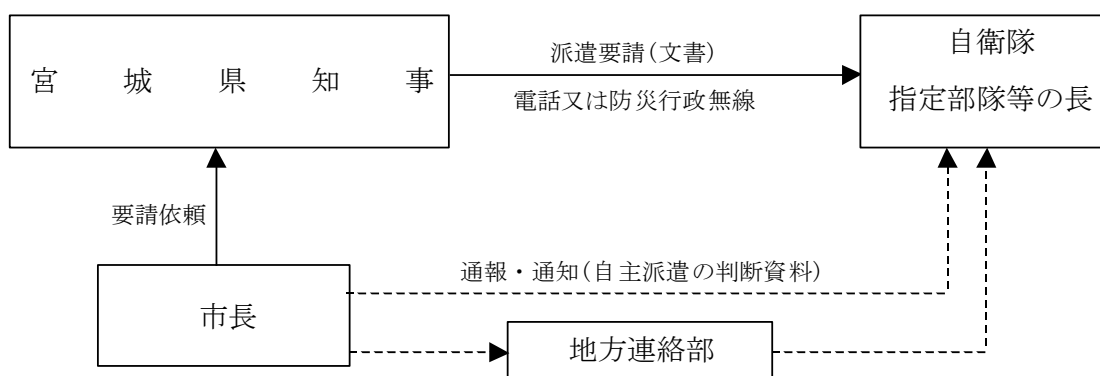 宮城県知事
派遣要請(文書)
電話又は防災行政無線
自衛隊
指定部隊等の長
要請依頼
通報・通知(自主派遣の判断資料)
市長
地方連絡部